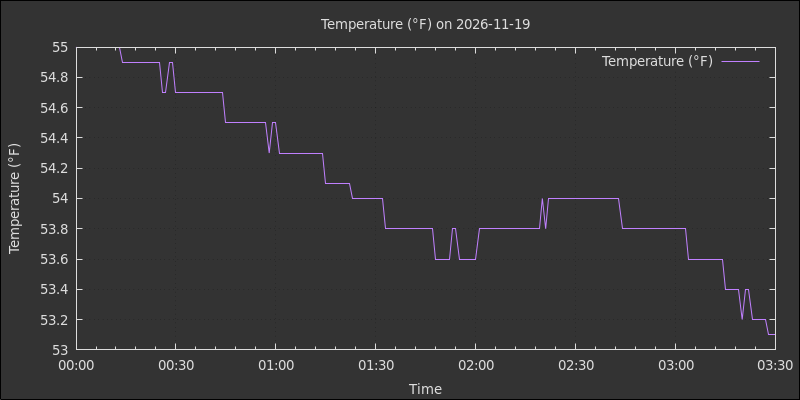 Temperature (°F) on 2026-11-19
Temperature (°F)
55
54.8
54.6
54.4
54.2
54
53.8
53.6
53.4
53.2
53
Temperature (°F)
00:00 00:30 01:00 01:30 02:00 02:30 03:00 03:30
Time